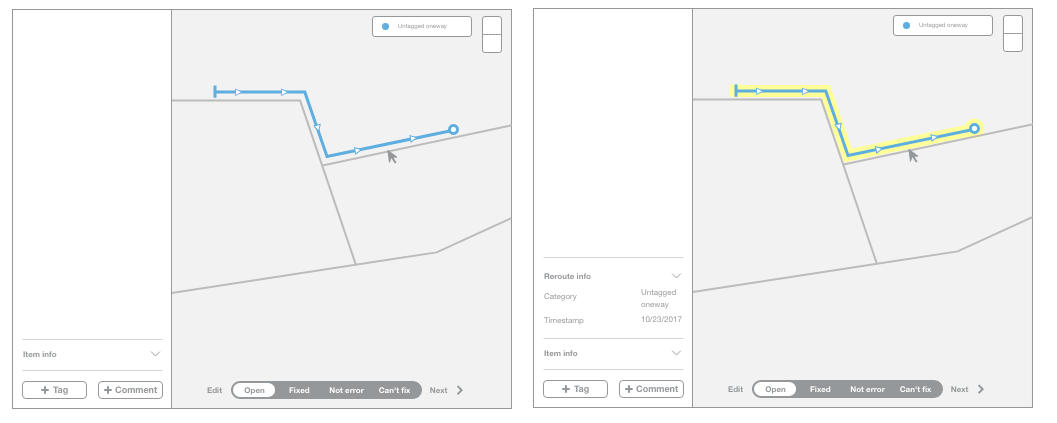 Untagged oneway
Item info
+ Tag
+ Comment
Edit
Open
Fixed
Not error
Can't fix
Next
Untagged oneway
Reroute info
Category
Untagged
oneway
Timestamp
10/23/2017
Item info
+ Tag
+ Comment
Edit
Open
Fixed
Not error
Can't fix
Next